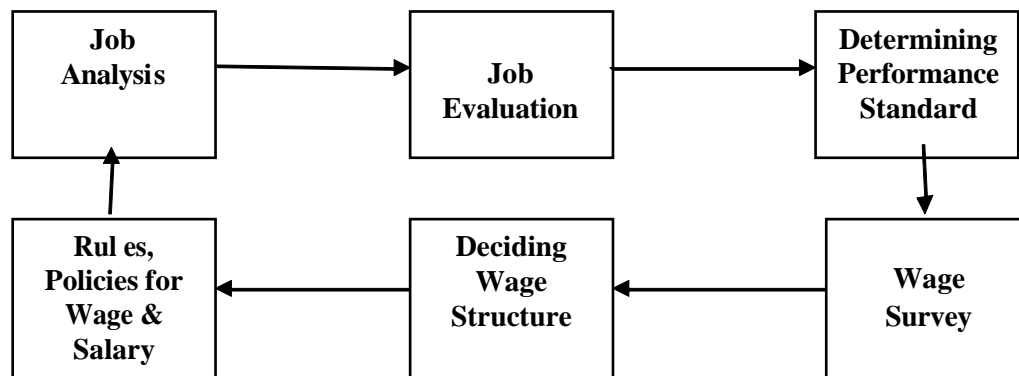 Job
Analysis
Job
Evaluation
Determining
Performance
Standard
Rul es,
Policies for
Wage &
Salary
Deciding
Wage
Structure
Wage
Survey